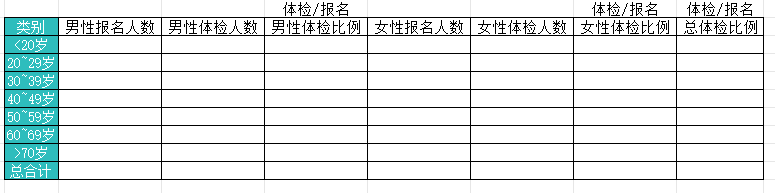 体检/报名 体检/报名 体检/报名
类别 男性报名人数 男性体检人数 男性体检比例 女性报名人数 女性体检人数 女性体检比例 总体检比例
<20岁
20~29岁
30~39岁
40~49岁
50~59岁
60~69岁
>70岁
总合计